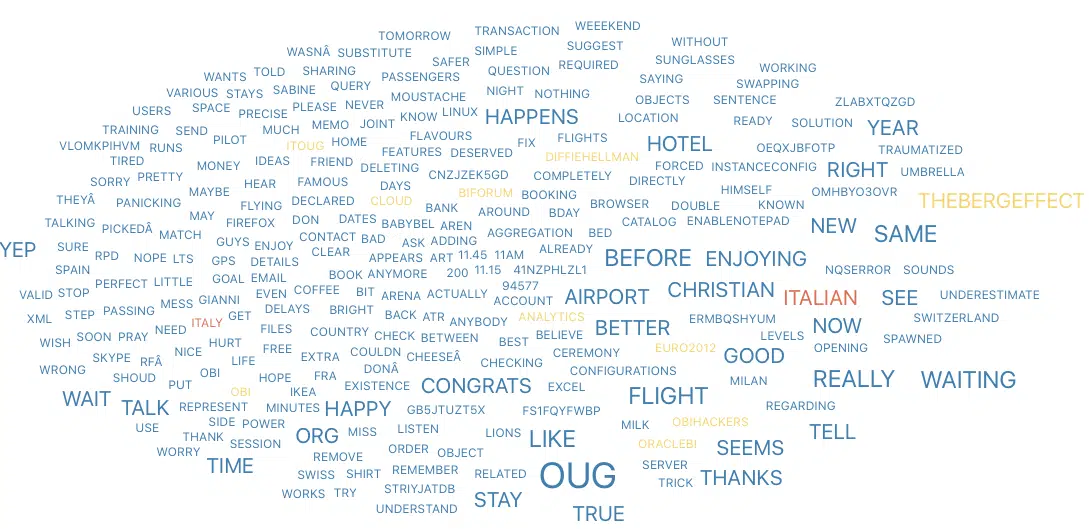 TOMORROW TRANSACTION WEEEKEND
WASNÂ SUBSTITUTE SIMPLE SUGGEST WITHOUT
WANTS TOLD SHARING SAFER PASSENGERS QUESTION REQUIRED SUNGLASSES WORKING
VARIOUS STAYS SABINE QUERY MOUSTACHE NIGHT NOTHING SAYING SWAPPING
USERS SPACE PRECISE PLEASE NEVER KNOW LINUX HAPPENS OBJECTS SENTENCE ZLABXTQZGD
TRAINING SEND PILOT MUCH MEMO JOINT FLAVOURS FIX FLIGHTS LOCATION READY SOLUTION YEAR
VLOMKPIHVM RUNS ITOUG HOME FEATURES DESERVED DIFFIEHELLMAN HOTEL OEQXJBFOTP TRAUMATIZED
TIRED MONEY IDEAS FRIEND DELETING CNZJZEK5GD COMPLETELY FORCED INSTANCECONFIG RIGHT UMBRELLA
SORRY PRETTY MAYBE HEAR FAMOUS DAYS BIFORUM BOOKING DIRECTLY HIMSELF OMHBYO3OVR
THEYÂ PANICKING FLYING DECLARED CLOUD BANK BROWSER DOUBLE KNOWN THEBERGEFFECT
TALKING PICKEDÂ MAY FIREFOX DON DATES BABYBEL AREN AROUND BDAY CATALOG ENABLENOTEPAD NEW SAME
YEP SURE RPD NOPE LTS MATCH GUYS ENJOY CONTACT BAD ASK ADDING AGGREGATION BED
SPAIN GPS DETAILS CLEAR APPEARS ART 11.45 11AM ALREADY BEFORE ENJOYING
PERFECT LITTLE GOAL EMAIL BOOK ANYMORE 200 11.15 41NZPHLZL1 NQSERROR SOUNDS
VALID STOP MESS GIANNI EVEN COFFEE BIT ARENA ACTUALLY 94577 ACCOUNT AIRPORT CHRISTIAN ITALIAN SEE UNDERESTIMATE
XML STEP PASSING ITALY GET DELAYS BRIGHT BACK ATR ANYBODY ANALYTICS BETTER ERMBQSHYUM NOW SWITZERLAND
WISH SOON PRAY NEED HURT FILES COUNTRY CHECK BETWEEN BEST BELIEVE LEVELS OPENING SPAWNED
SKYPE RFÂ NICE LIFE FREE EXTRA COULDN CHEESEÂ CHECKING CEREMONY EURO2012 GOOD
WRONG SHOUD PUT OBI HOPE FRA DONÂ EXISTENCE CONGRATS EXCEL CONFIGURATIONS MILAN REALLY WAITING
WAIT TALK REPRESENT OBI IKEA MINUTES HAPPY GB5JTUZT5X FS1FQYFWBP FLIGHT REGARDING
USE SIDE POWER ORG MISS LISTEN LIONS LIKE MILK OBIHACKERS TELL
THANK SESSION ORDER OBJECT ORACLEBI SEEMS
WORRY TIME REMOVE SWISS SHIRT REMEMBER RELATED OUG SERVER TRICK THANKS
WORKS TRY STRIYJATDB STAY
UNDERSTAND TRUE